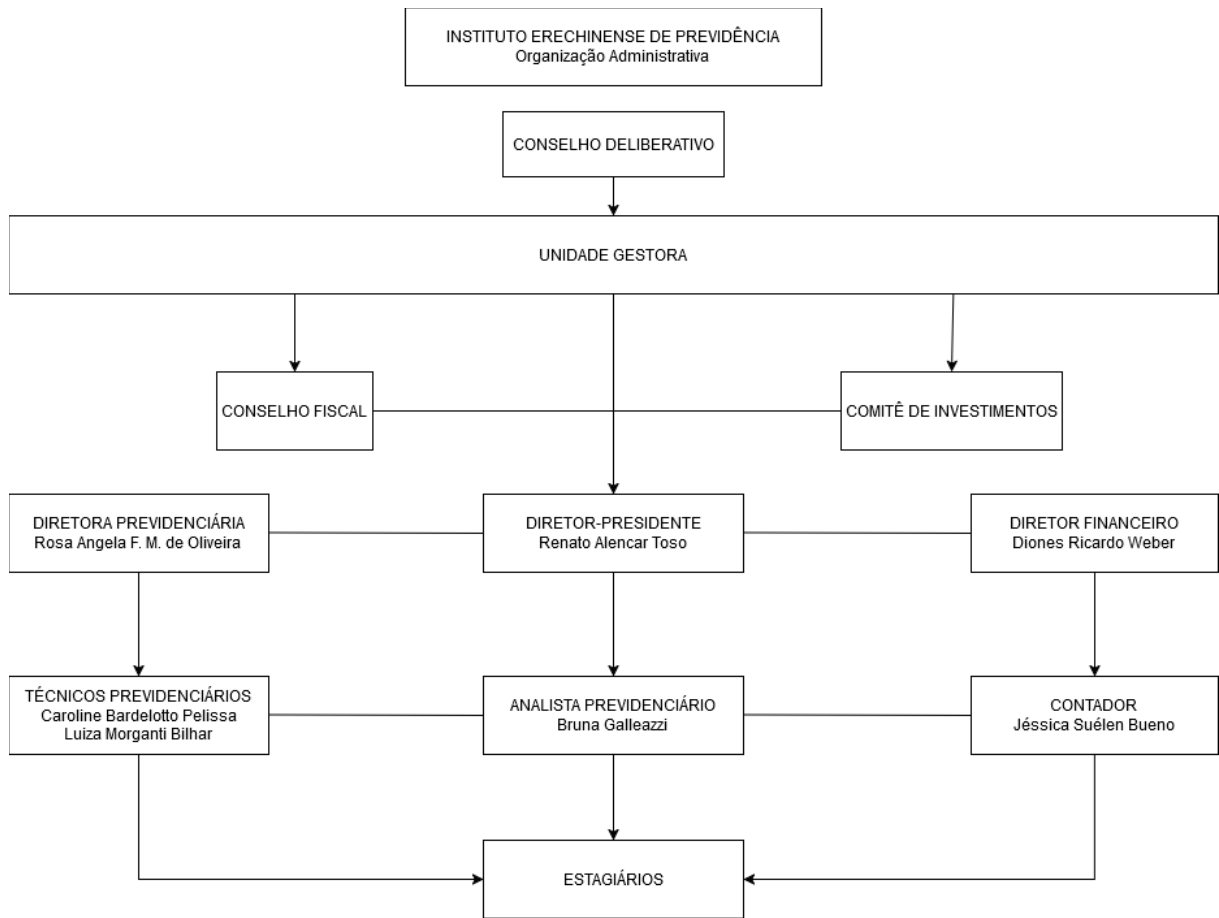 INSTITUTO ERECHINENSE DE PREVIDÊNCIA
Organização Administrativa
CONSELHO DELIBERATIVO
UNIDADE GESTORA
CONSELHO FISCAL
COMITÊ DE INVESTIMENTOS
DIRETORA PREVIDENCIÁRIA
Rosa Angela F. M. de Oliveira
DIRETOR-PRESIDENTE
Renato Alencar Toso
DIRETOR FINANCEIRO
Diones Ricardo Weber
TÉCNICOS PREVIDENCIÁRIOS
Caroline Bardelotto Pelissa
Luiza Morganti Bilhar
ANALISTA PREVIDENCIÁRIO
Bruna Galleazzi
CONTADOR
Jéssica Suélen Bueno
ESTAGIÁRIOS